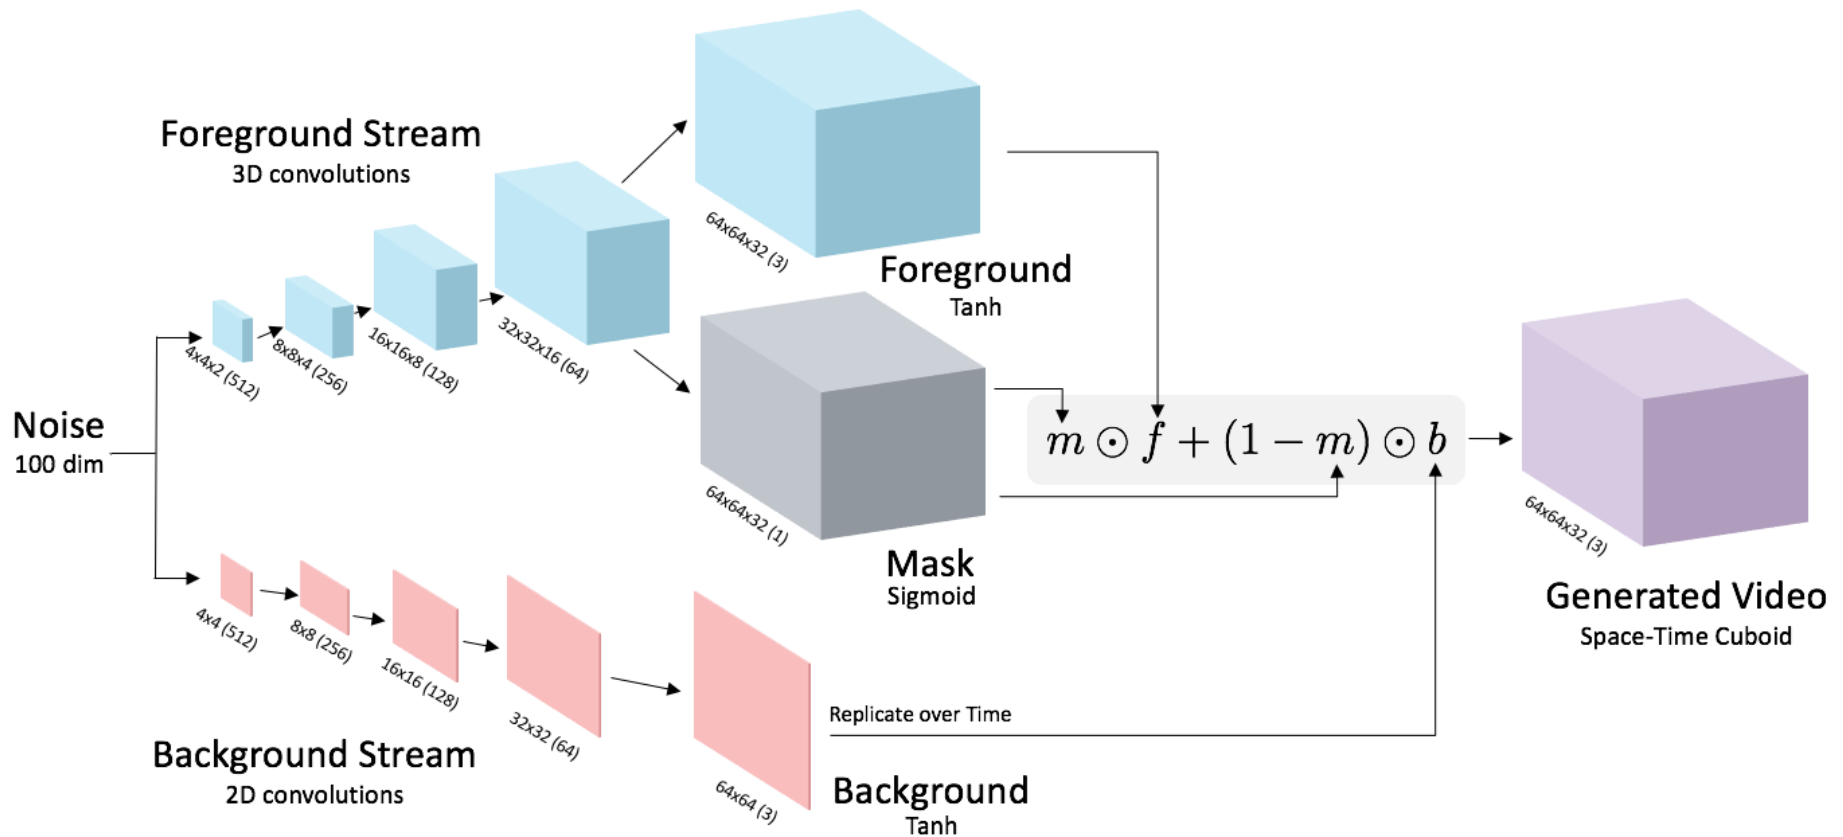 Foreground Stream
3D convolutions
4x4x2 (512)
8x8x4 (256)
16x16x8 (128)
32x32x16 (64)
64x64x32 (3)
Foreground
Tanh
Noise
100 dim
64x64x32 (1)
Mask
Sigmoid
m ⊙ f + (1 − m) ⊙ b
64x64x32 (3)
Generated Video
Space-Time Cuboid
4x4 (512)
8x8 (256)
16x16 (128)
32x32 (64)
64x64 (3)
Replicate over Time
Background Stream
2D convolutions
Background
Tanh